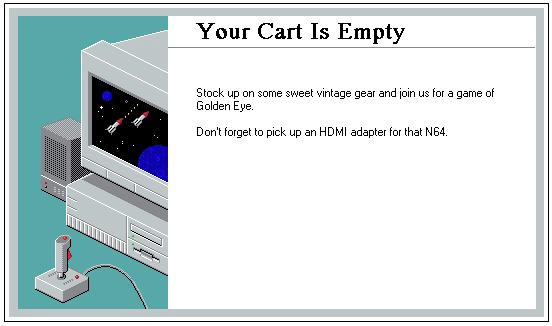 Your Cart Is Empty
Stock up on some sweet vintage gear and join us for a game of
Golden Eye.
Don't forget to pick up an HDMI adapter for that N64.